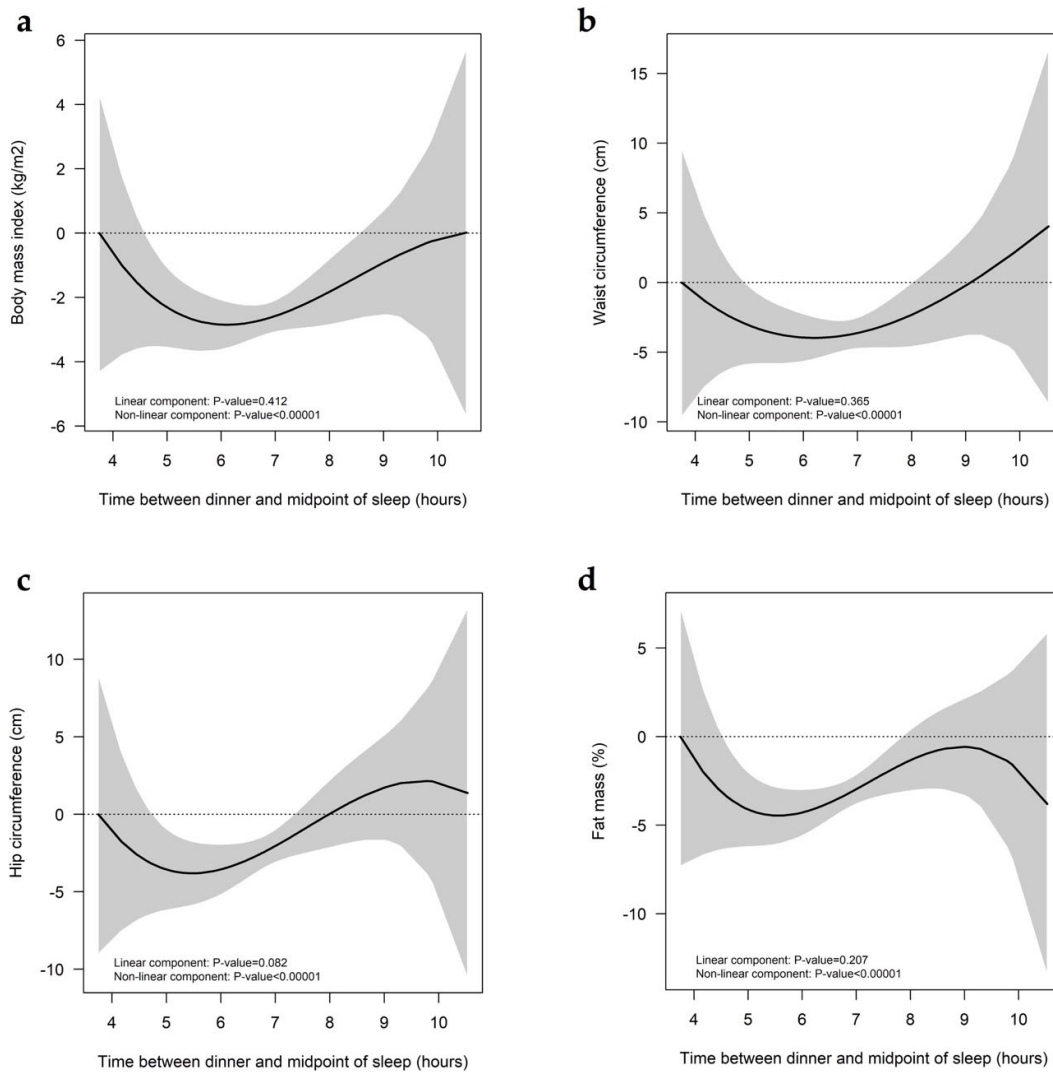 a
6
4
2
0
-2
-4
-6
Body mass index (kg/m2)
Linear component: P-value=0.412
Non-linear component: P-value<0.00001
4 5 6 7 8 9 10
Time between dinner and midpoint of sleep (hours)
b
15
10
5
0
-5
-10
Waist circumference (cm)
Linear component: P-value=0.365
Non-linear component: P-value<0.00001
4 5 6 7 8 9 10
Time between dinner and midpoint of sleep (hours)
c
10
5
0
-5
-10
Hip circumference (cm)
Linear component: P-value=0.082
Non-linear component: P-value<0.00001
4 5 6 7 8 9 10
Time between dinner and midpoint of sleep (hours)
d
5
0
-5
-10
Fat mass (%)
Linear component: P-value=0.207
Non-linear component: P-value<0.00001
4 5 6 7 8 9 10
Time between dinner and midpoint of sleep (hours)